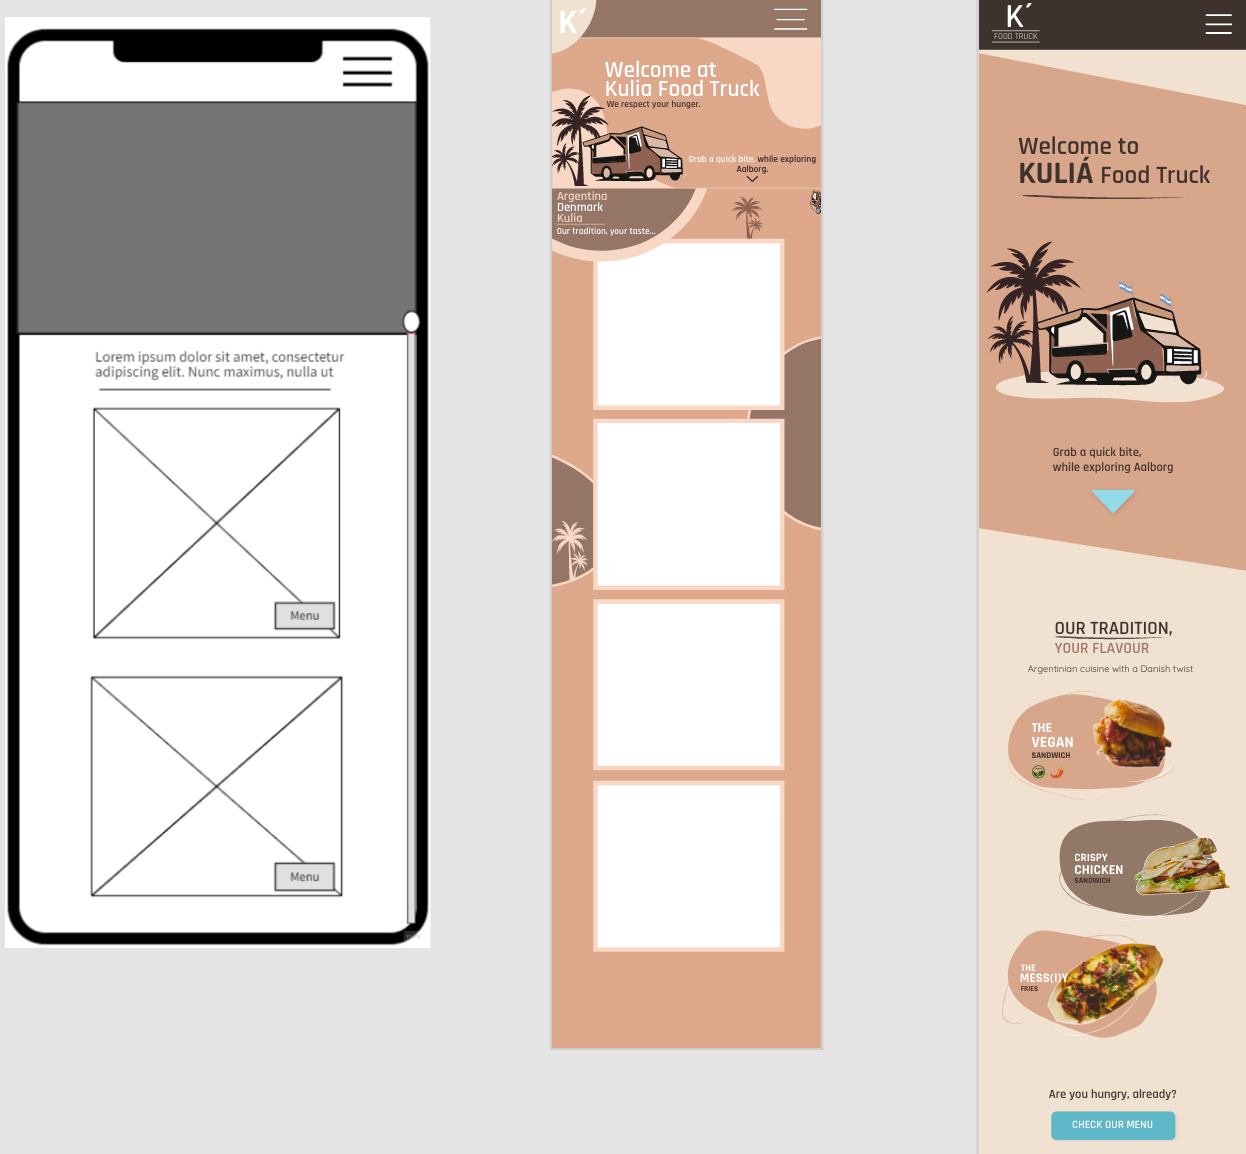 Lorem ipsum dolor sit amet, consectetur
adipiscing elit. Nunc maximus, nulla ut
Menu
Menu
K´
Welcome at
Kulia Food Truck
We respect your hunger.
Grab a quick bite, while exploring
Aalborg.
Argentina
Denmark
Kulia
Our tradition, your taste...
K´
FOOD TRUCK
Welcome to
KULIÁ Food Truck
Grab a quick bite,
while exploring Aalborg
OUR TRADITION,
YOUR FLAVOUR
Argentinian cuisine with a Danish twist
THE
VEGAN
SANDWICH
CRISPY
CHICKEN
SANDWICH
THE
MESS(I)Y
FRIES
Are you hungry, already?
CHECK OUR MENU